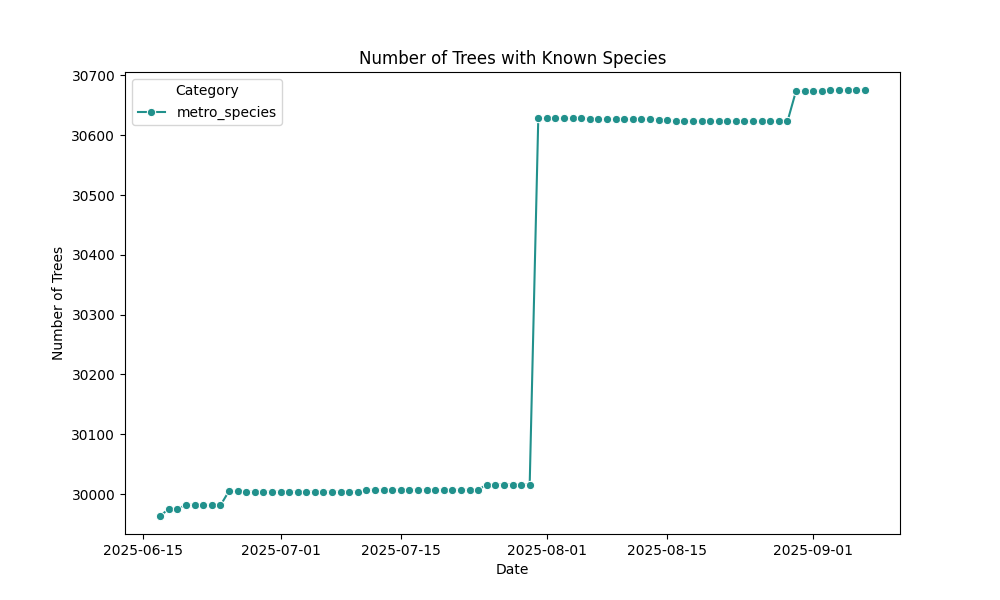 Number of Trees with Known Species
Category
metro_species
30700
30600
30500
30400
30300
30200
30100
30000
Number of Trees
2025-06-15
2025-07-01
2025-07-15
2025-08-01
2025-08-15
2025-09-01
Date